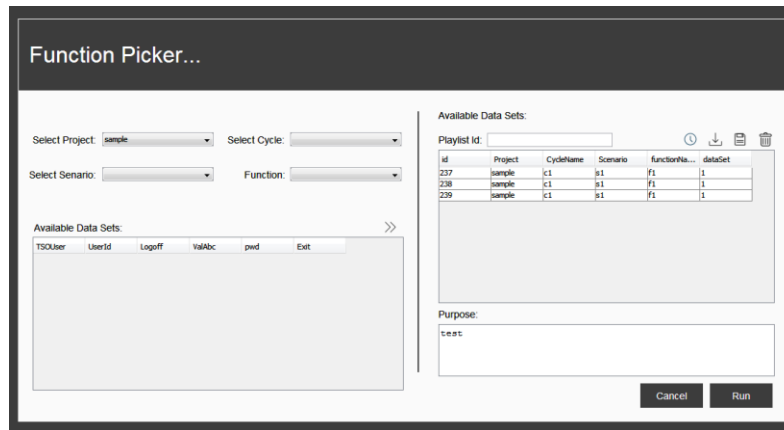 Function Picker...
Select Project: sample Select Cycle:
Select Senario: Function:
Available Data Sets:
TSOUser UserId Logoff ValAbc pwd Exit
Available Data Sets:
Playlist Id:
id Project CycleName Scenario functionNa... dataSet
237 sample c1 s1 f1 1
238 sample c1 s1 f1 1
239 sample c1 s1 f1 1
Purpose:
test
Cancel Run